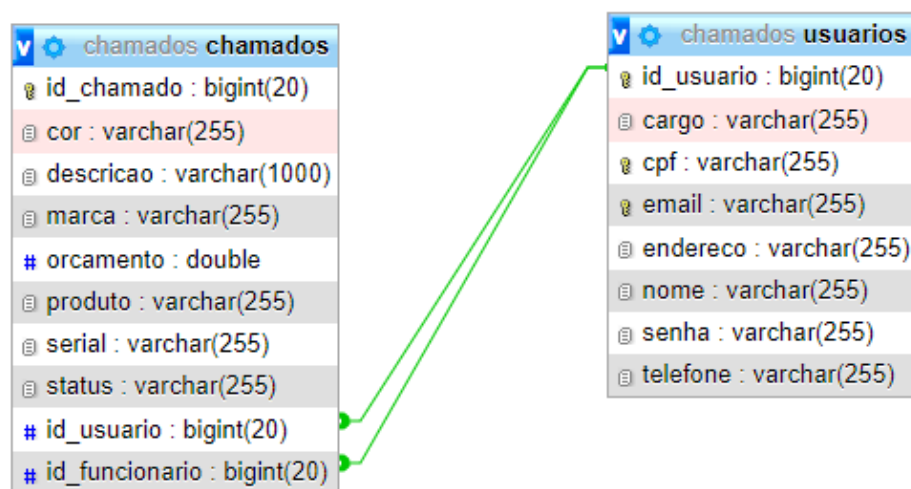 v chamados chamados
id_chamado : bigint(20)
cor : varchar(255)
descricao : varchar(1000)
marca : varchar(255)
# orcamento : double
produto : varchar(255)
serial : varchar(255)
status : varchar(255)
# id_usuario : bigint(20)
# id_funcionario : bigint(20)
v chamados usuarios
id_usuario : bigint(20)
cargo : varchar(255)
cpf : varchar(255)
email : varchar(255)
endereco : varchar(255)
nome : varchar(255)
senha : varchar(255)
telefone : varchar(255)